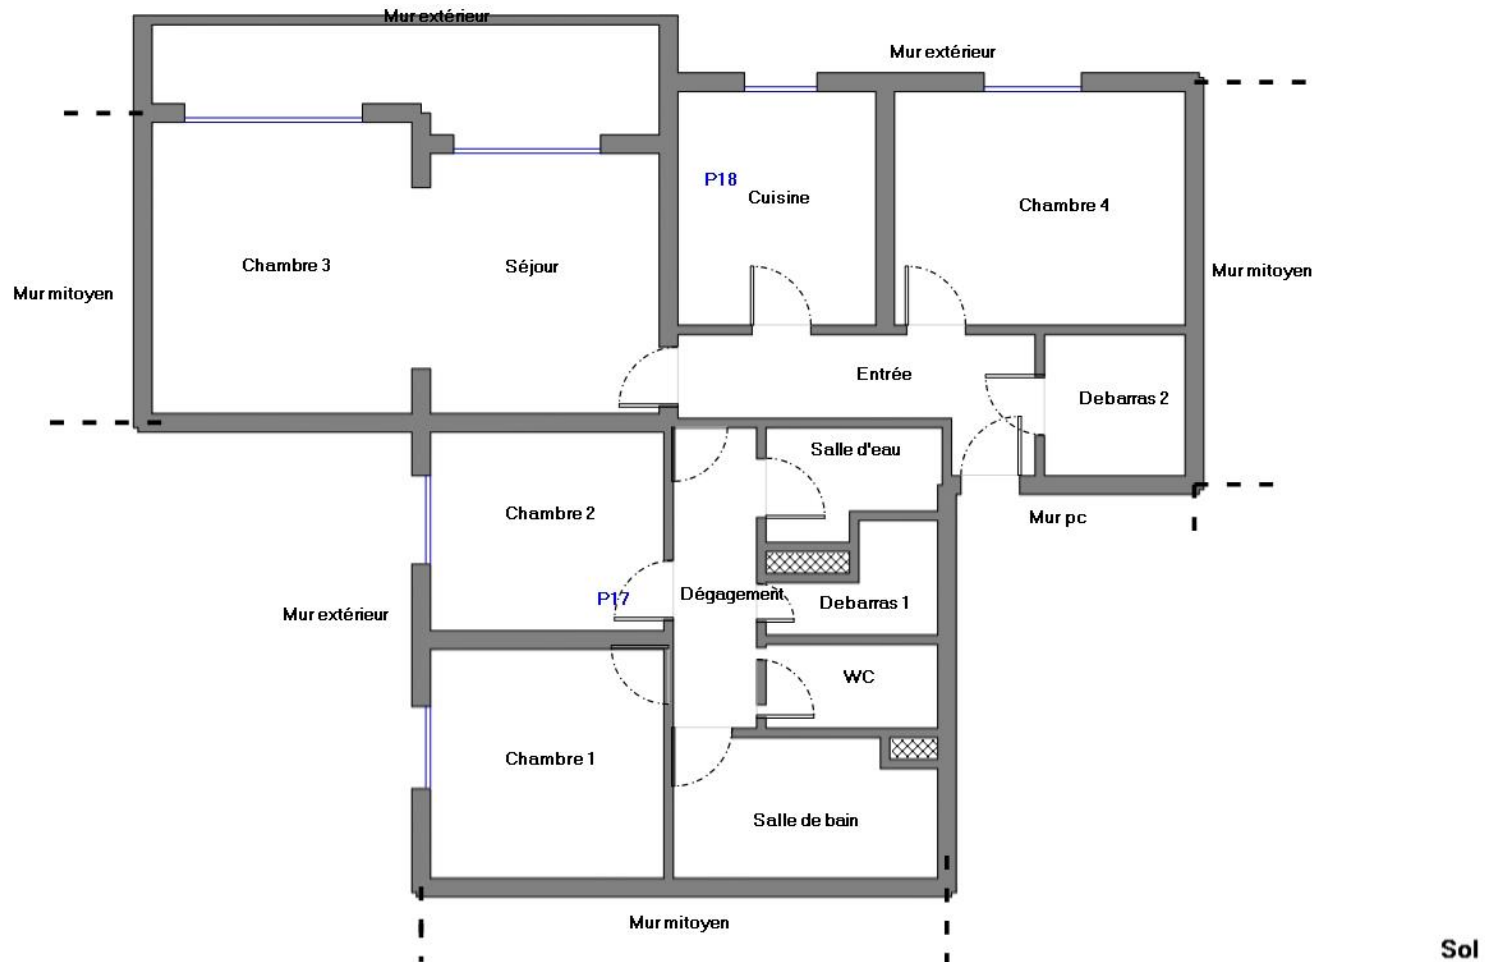 Mur extérieur
Mur extérieur
P18
Cuisine
Chambre 4
Chambre 3
Séjour
Mur mitoyen
Mur mitoyen
Entrée
Debarras 2
Salle d'eau
Chambre 2
Mur pc
P17
Dégagement
Debarras 1
Mur extérieur
WC
Chambre 1
Salle de bain
Mur mitoyen
Sol